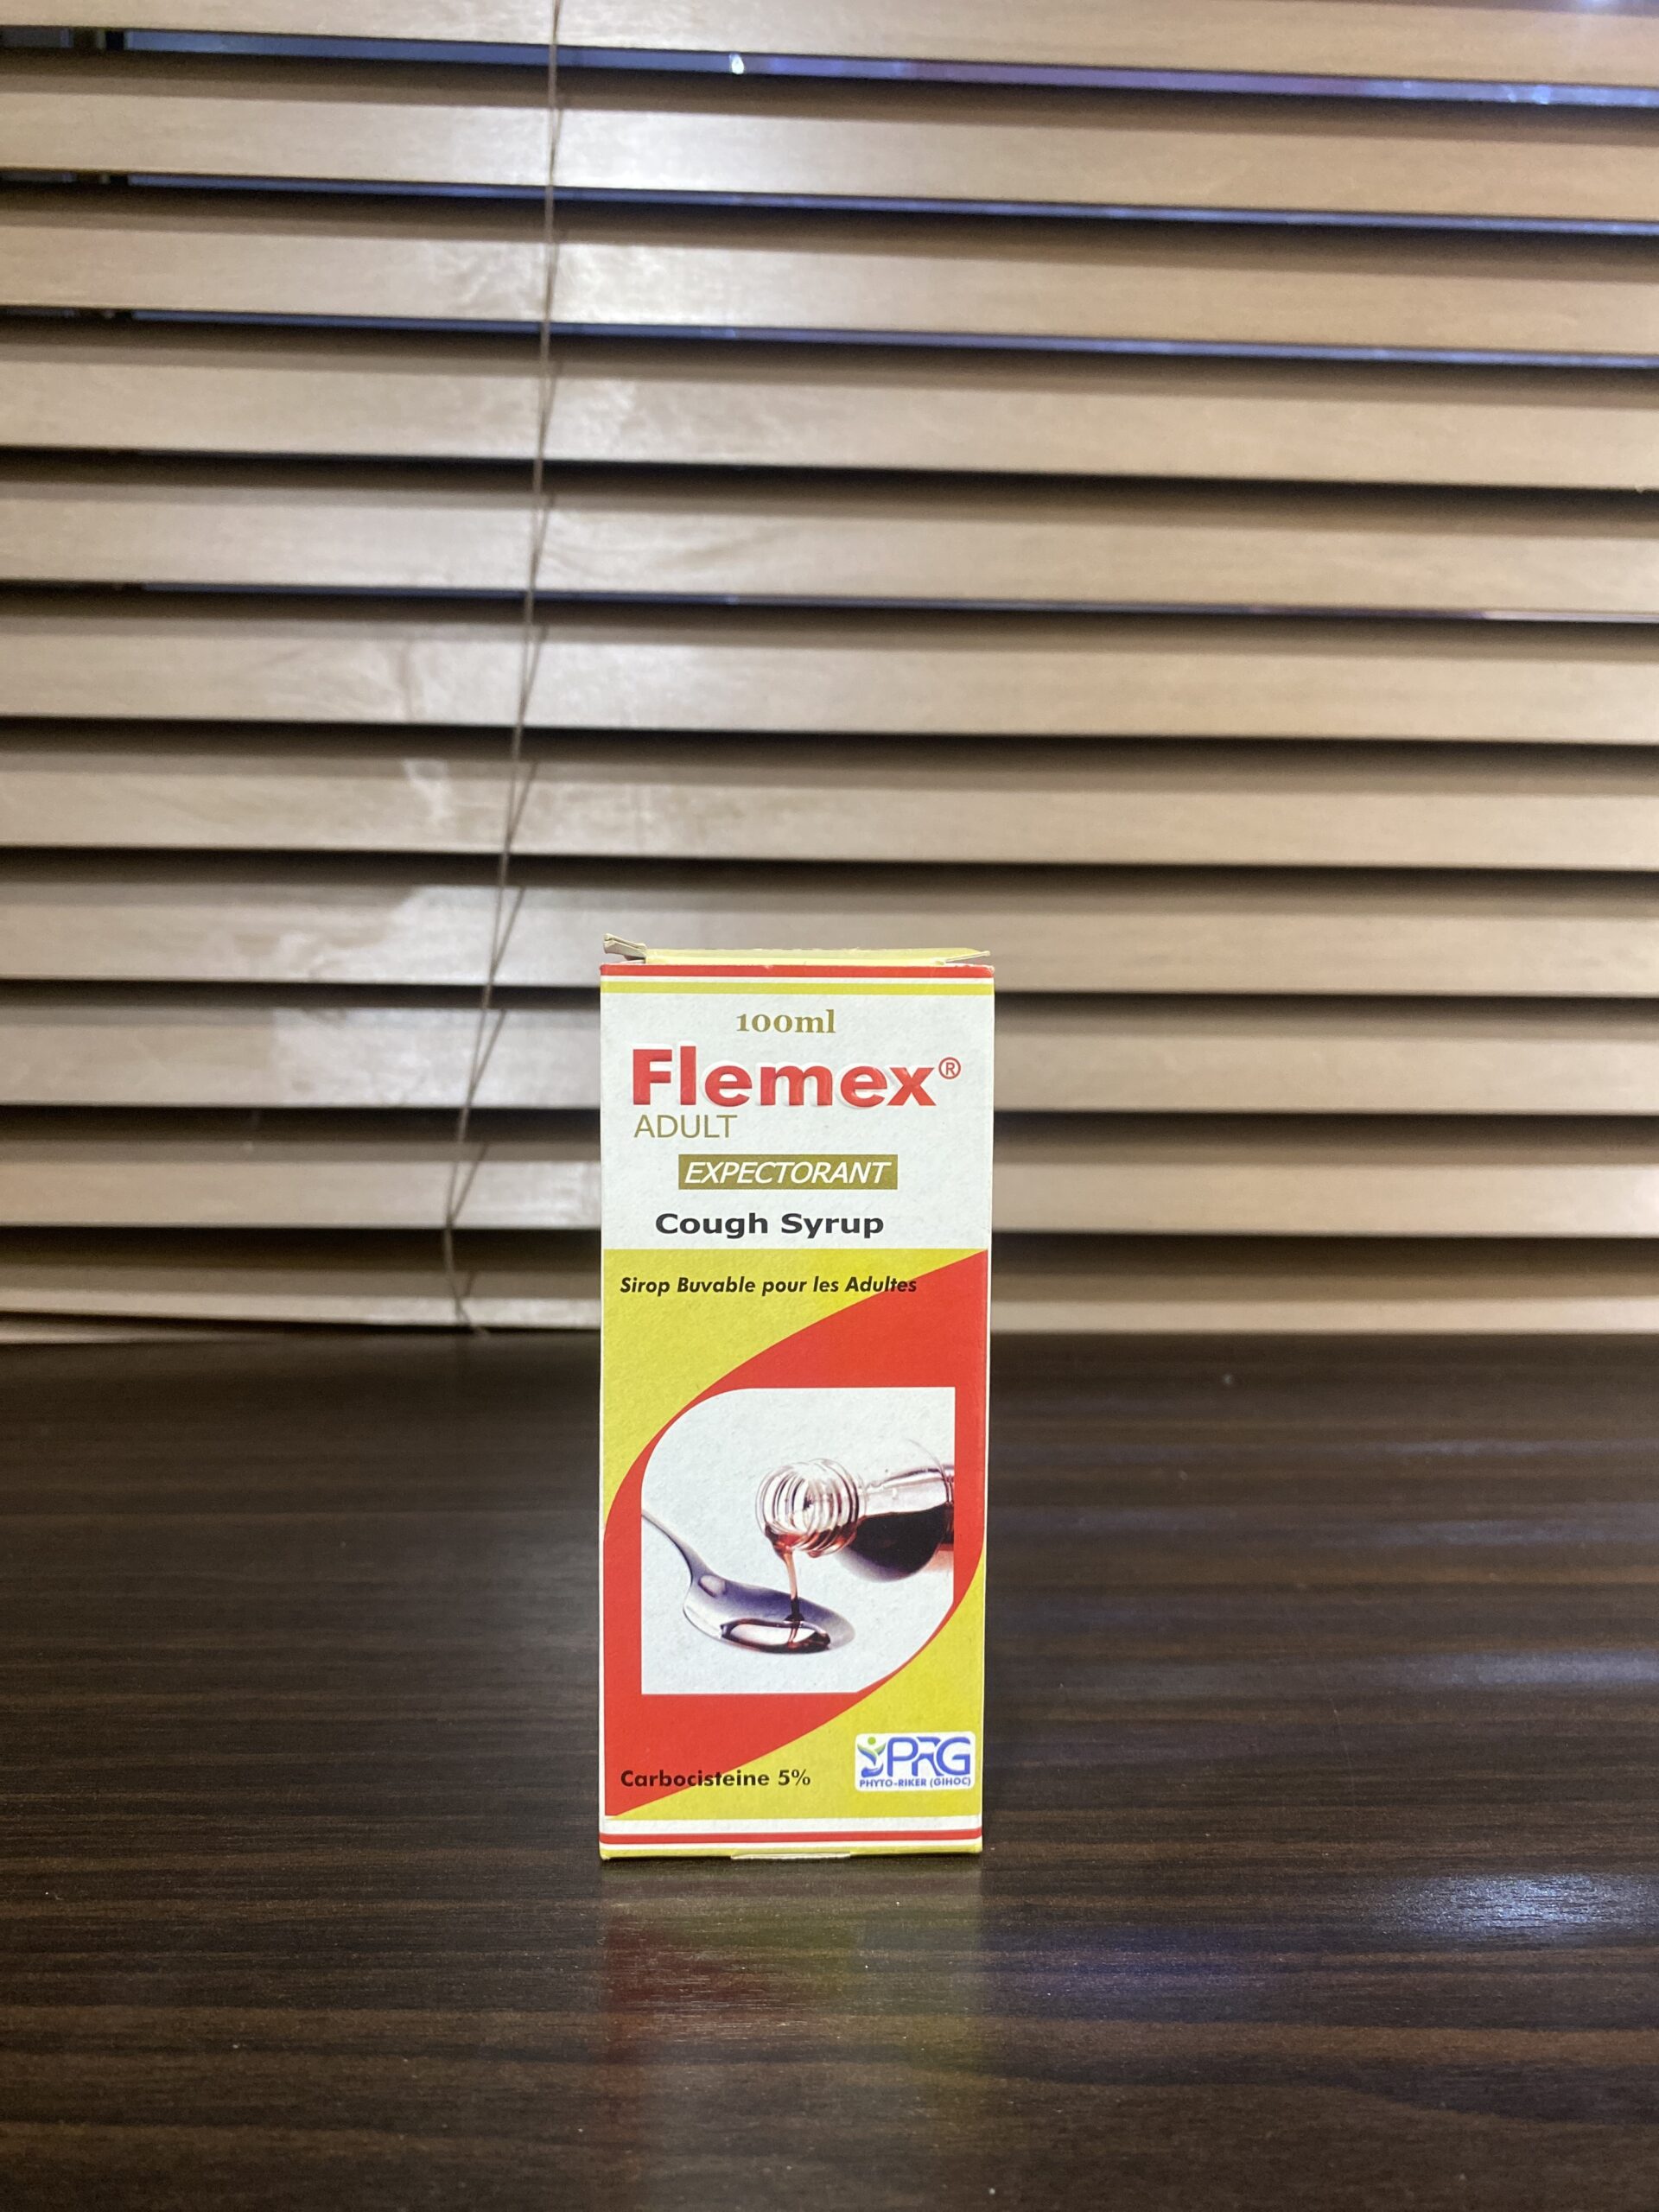 100ml
Flemex®
ADULT
EXPECTORANT
Cough Syrup
Sirop Buvable pour les Adultes
Carbocisteine 5%
PRG
PHYTO-RIKER (GIHOC)